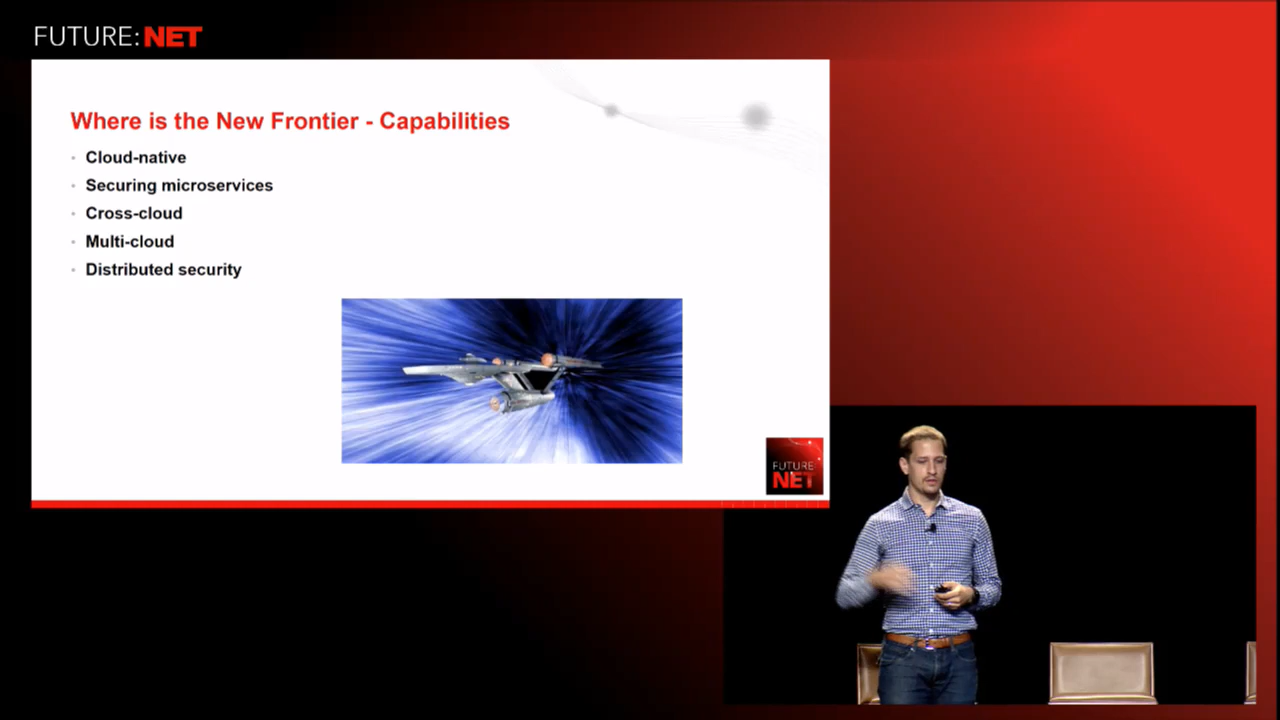 FUTURE:NET
Where is the New Frontier - Capabilities
Cloud-native
Securing microservices
Cross-cloud
Multi-cloud
Distributed security
FUTURE
NET